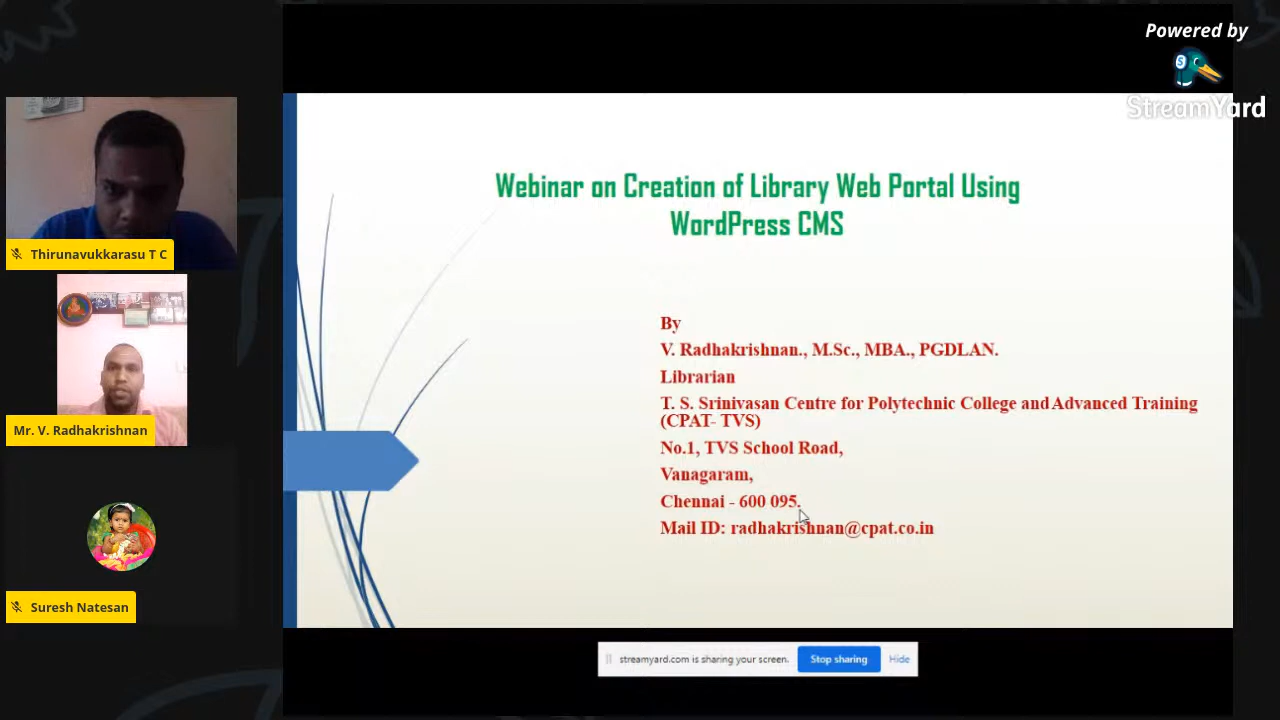 Powered by
StreamYard
Thirunavukkarasu T C
Mr. V. Radhakrishnan
Suresh Natesan
Webinar on Creation of Library Web Portal Using
WordPress CMS
By
V. Radhakrishnan., M.Sc., MBA., PGDLAN.
Librarian
T. S. Srinivasan Centre for Polytechnic College and Advanced Training
(CPAT- TVS)
No.1, TVS School Road,
Vanagaram,
Chennai - 600 095.
Mail ID: radhakrishnan@cpat.co.in
streamyard.com is sharing your screen.
Stop sharing
Hide